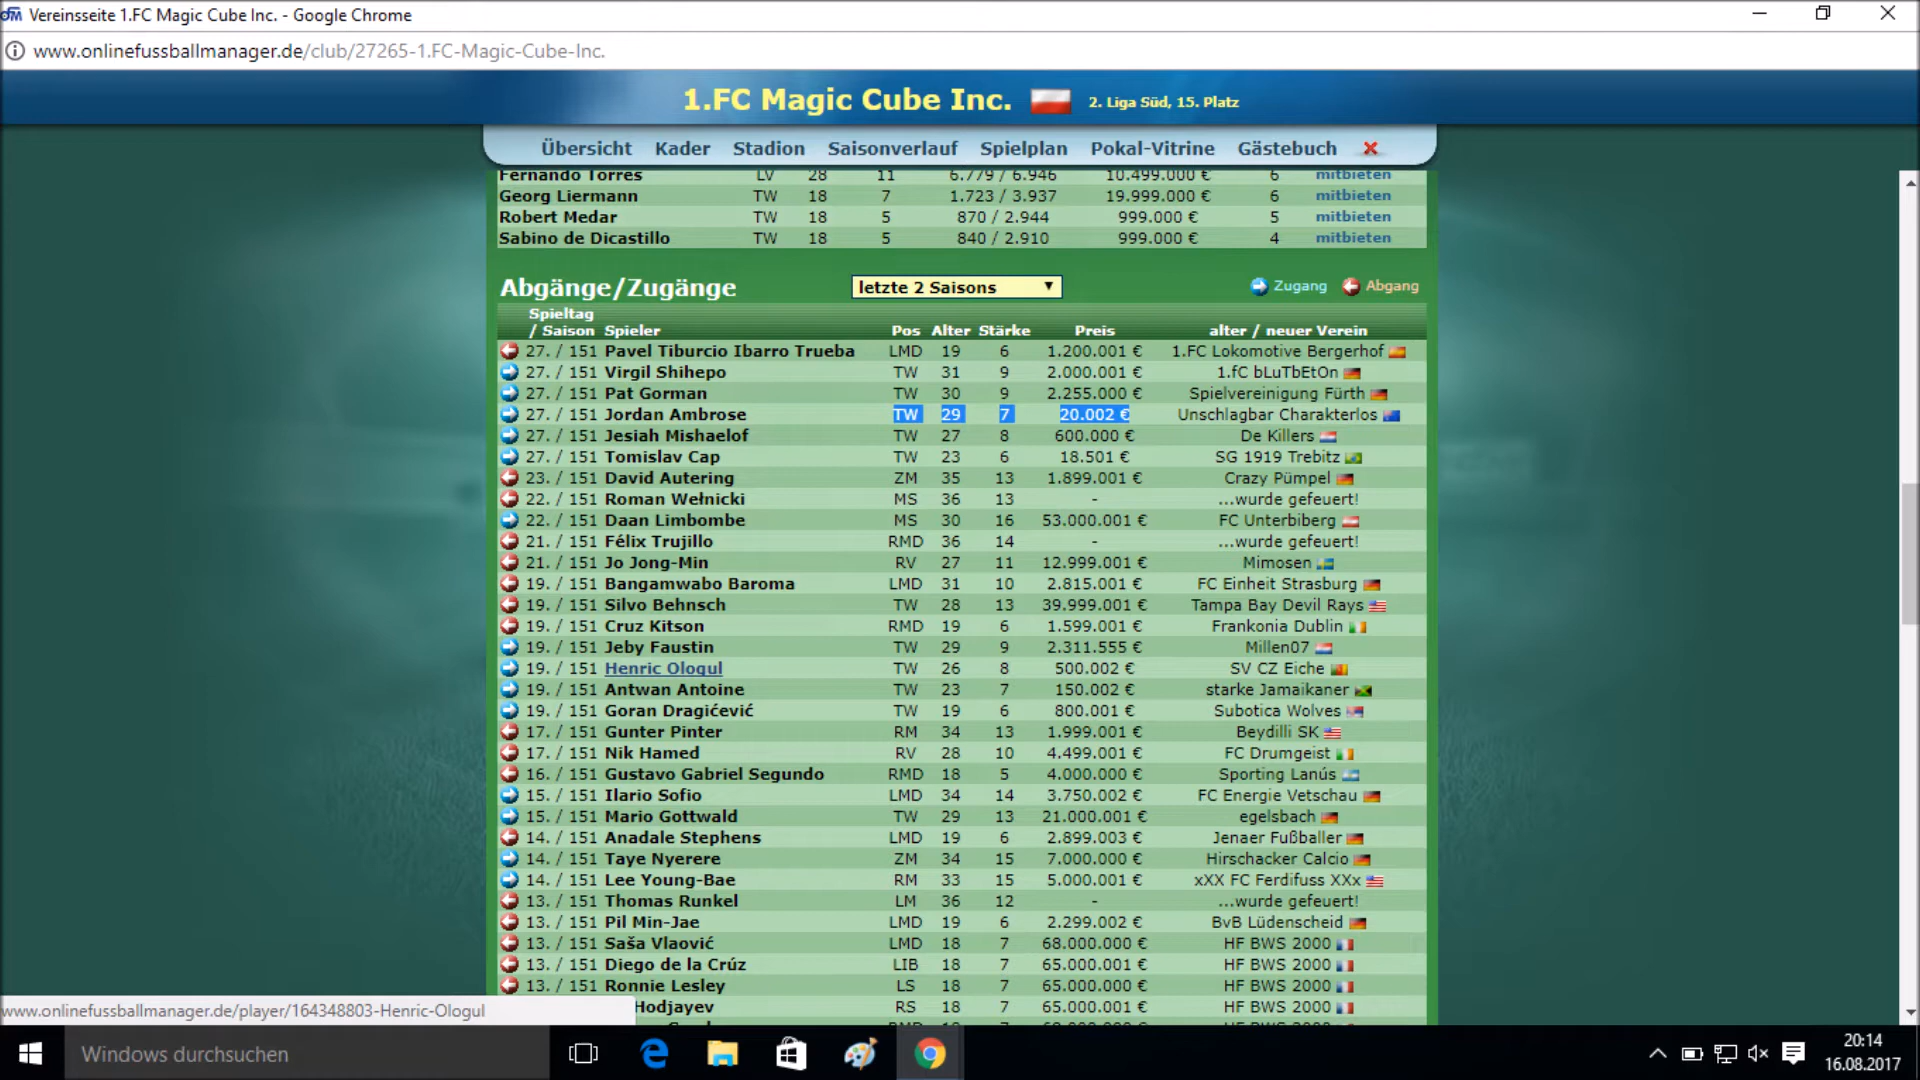 Vereinsseite 1.FC Magic Cube Inc. - Google Chrome
www.onlinefussballmanager.de/club/27265-1.FC-Magic-Cube-Inc.
1.FC Magic Cube Inc. 2. Liga Süd, 15. Platz
Übersicht Kader Stadion Saisonverlauf Spielplan Pokal-Vitrine Gästebuch
Fernando Torres LV 28 11 6.779 / 6.946 10.499.000 € 6 mitbieten
Georg Liermann TW 18 7 1.723 / 3.937 19.999.000 € 6 mitbieten
Robert Medar TW 18 5 870 / 2.944 999.000 € 5 mitbieten
Sabino de Dicastillo TW 18 5 840 / 2.910 999.000 € 4 mitbieten
Abgänge/Zugänge letzte 2 Saisons Zugang Abgang
Spieltag
/ Saison Spieler Pos Alter Stärke Preis alter / neuer Verein
27. / 151 Pavel Tiburcio Ibarro Trueba LMD 19 6 1.200.001 € 1.FC Lokomotive Bergerhof
27. / 151 Virgil Shihepo TW 31 9 2.000.001 € 1.fC bLuTbEtOn
27. / 151 Pat Gorman TW 30 9 2.255.000 € Spielvereinigung Fürth
27. / 151 Jordan Ambrose TW 29 7 20.002 € Unschlagbar Charakterlos
27. / 151 Jesiah Mishaelof TW 27 8 600.000 € De Killers
27. / 151 Tomislav Cap TW 23 6 18.501 € SG 1919 Trebitz
23. / 151 David Autering ZM 35 13 1.899.001 € Crazy Pümpel
22. / 151 Roman Wełnicki MS 36 13 - ...wurde gefeuert!
22. / 151 Daan Limbombe MS 30 16 53.000.001 € FC Unterbiberg
21. / 151 Félix Trujillo RMD 36 14 - ...wurde gefeuert!
21. / 151 Jo Jong-Min RV 27 11 12.999.001 € Mimosen
19. / 151 Bangamwabo Baroma LMD 31 10 2.815.001 € FC Einheit Strasburg
19. / 151 Silvo Behnsch TW 28 13 39.999.001 € Tampa Bay Devil Rays
19. / 151 Cruz Kitson RMD 19 6 1.599.001 € Frankonia Dublin
19. / 151 Jeby Faustin TW 29 9 2.311.555 € Millen07
19. / 151 Henric Ologul TW 26 8 500.002 € SV CZ Eiche
19. / 151 Antwan Antoine TW 23 7 150.002 € starke Jamaikaner
19. / 151 Goran Dragićević TW 19 6 800.001 € Subotica Wolves
17. / 151 Gunter Pinter RM 34 13 1.999.001 € Beydilli SK
17. / 151 Nik Hamed RV 28 10 4.499.001 € FC Drumgeist
16. / 151 Gustavo Gabriel Segundo RMD 18 5 4.000.000 € Sporting Lanús
15. / 151 Ilario Sofio LMD 34 14 3.750.002 € FC Energie Vetschau
15. / 151 Mario Gottwald TW 29 13 21.000.001 € egelsbach
14. / 151 Anadale Stephens LMD 19 6 2.899.003 € Jenaer Fußballer
14. / 151 Taye Nyerere ZM 34 15 7.000.000 € Hirschacker Calcio
14. / 151 Lee Young-Bae RM 33 15 5.000.001 € xXX FC Ferdifuss XXx
13. / 151 Thomas Runkel LM 36 12 - ...wurde gefeuert!
13. / 151 Pil Min-Jae LMD 19 6 2.299.002 € BvB Lüdenscheid
13. / 151 Saša Vlaović LMD 18 7 68.000.000 € HF BWS 2000
13. / 151 Diego de la Crúz LIB 18 7 65.000.001 € HF BWS 2000
13. / 151 Ronnie Lesley LS 18 7 65.000.000 € HF BWS 2000
Hodjayev RS 18 7 65.000.001 € HF BWS 2000
www.onlinefussballmanager.de/player/164348803-Henric-Ologul
Windows durchsuchen
20:14
16.08.2017